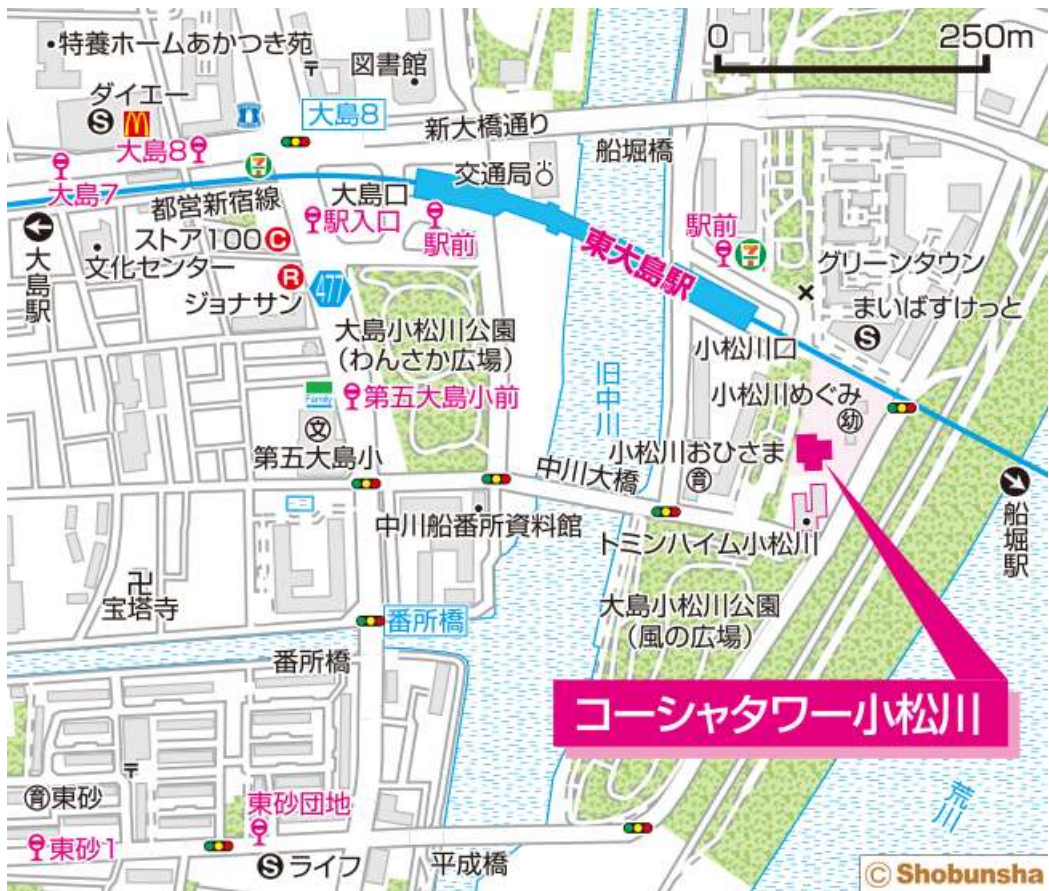 特養ホームあかつき苑
〒
図書館
0 250m
ダイエー
S
M
大島8
新大橋通り
大島8
大島7
7
船堀橋
交通局
大島口
都営新宿線
駅入口
駅前
駅前
7
東大島駅
大島駅
ストア100 C
文化センター
R
ジョナサン
477
グリーンタウン
まいばすけっと
S
大島小松川公園
(わんさか広場)
小松川口
旧中川
小松川めぐみ
幼
Family
第五大島小前
文
第五大島小
小松川おひさま
育
中川大橋
船堀駅
中川船番所資料館
トミンハイム小松川
卍
宝塔寺
大島小松川公園
(風の広場)
番所橋
番所橋
コーシャタワー小松川
〒
荒川
育東砂
東砂団地
東砂1
S ライフ
平成橋
© Shobunsha